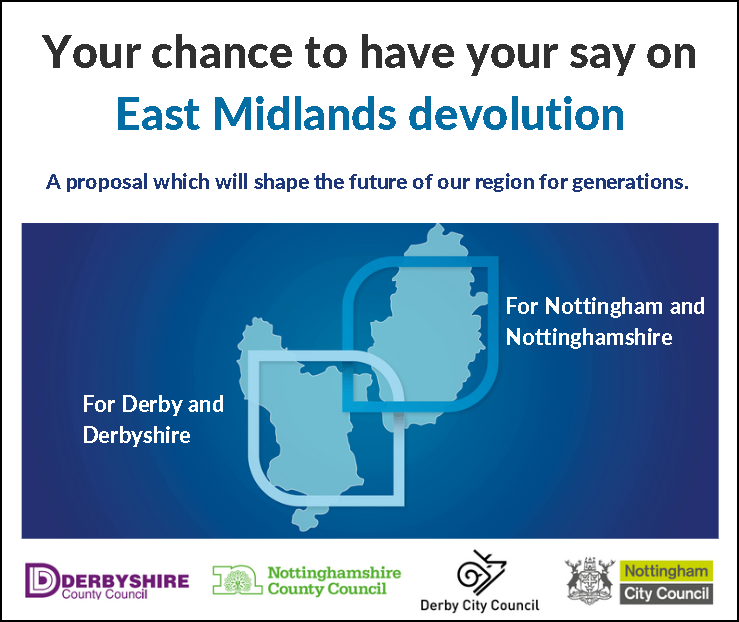 Your chance to have your say on
East Midlands devolution
A proposal which will shape the future of our region for generations.
For Nottingham and
Nottinghamshire
For Derby and
Derbyshire
DERBYSHIRE
County Council
Nottinghamshire
County Council
Derby City Council
Nottingham
City Council